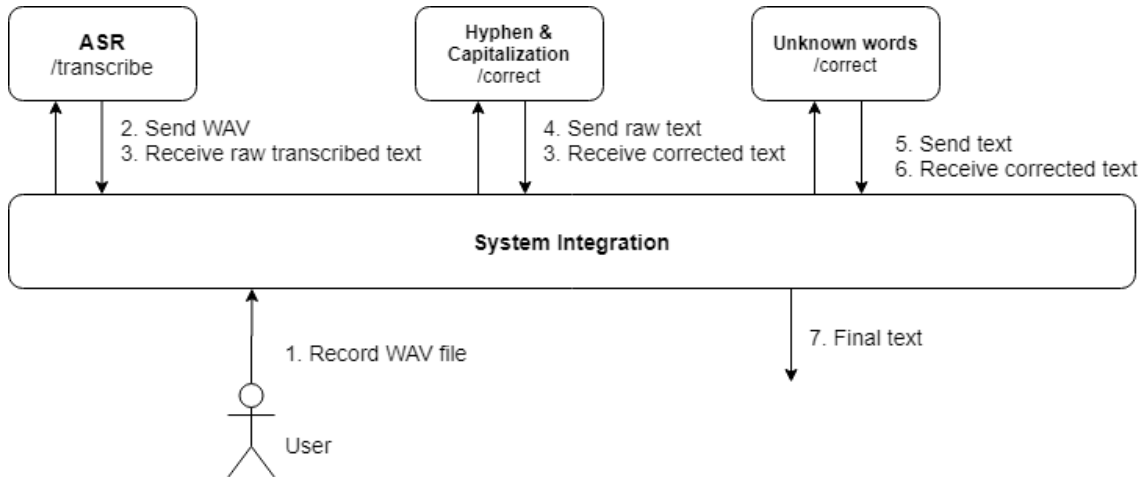 ASR
/transcribe
Hyphen &
Capitalization
/correct
Unknown words
/correct
2. Send WAV
3. Receive raw transcribed text
4. Send raw text
3. Receive corrected text
5. Send text
6. Receive corrected text
System Integration
1. Record WAV file
7. Final text
User